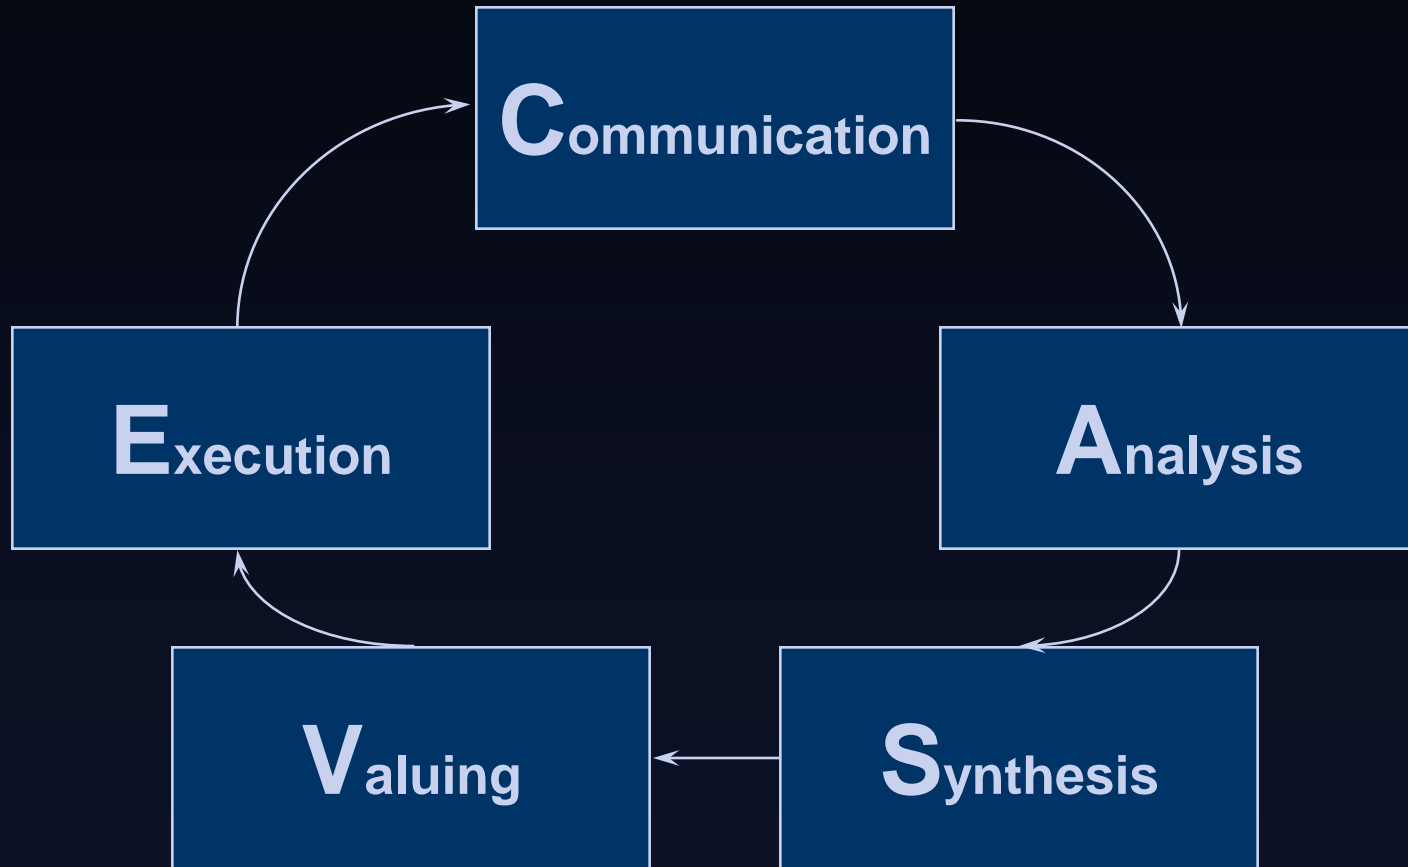 Communication
Execution
Analysis
Valuing
Synthesis